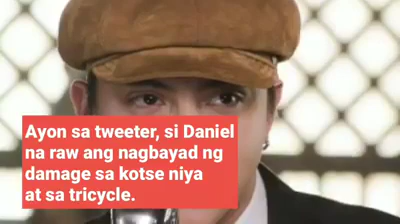 Ayon sa tweeter, si Daniel
na raw ang nagbayad ng
damage sa kotse niya
at sa tricycle.